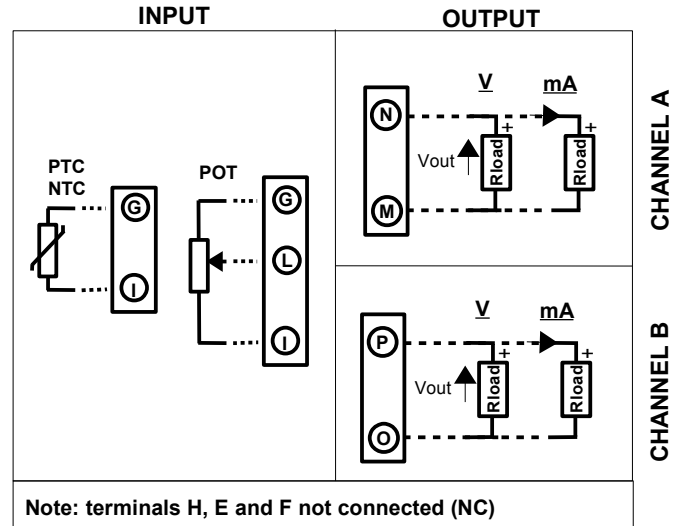 INPUT
OUTPUT
PTC
NTC
G
I
POT
G
L
I
V
mA
N
M
Vout
Rload
+
Rload
+
CHANNEL A
V
mA
P
O
Vout
Rload
+
Rload
+
CHANNEL B
Note: terminals H, E and F not connected (NC)